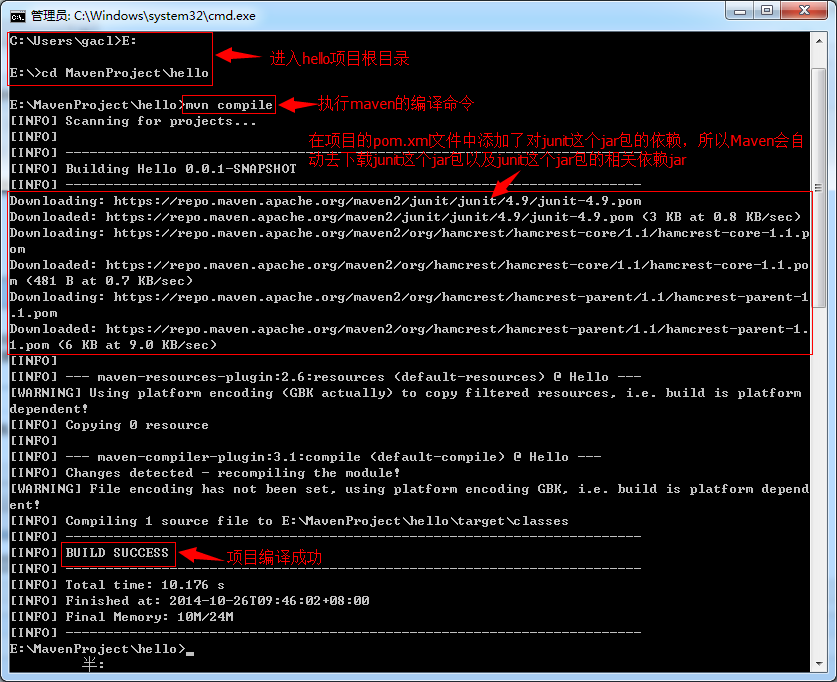 管理员: C:\Windows\system32\cmd.exe
C:\Users\gacl>E:
E:\>cd MavenProject\hello
进入hello项目根目录
E:\MavenProject\hello>mvn compile
执行maven的编译命令
[INFO] Scanning for projects...
[INFO]
在项目的pom.xml文件中添加了对junit这个jar包的依赖，所以Maven会自
动去下载junit这个jar包以及junit这个jar包的相关依赖jar
[INFO] ------------------------------------------------------------------------
[INFO] Building Hello 0.0.1-SNAPSHOT
[INFO] ------------------------------------------------------------------------
Downloading: https://repo.maven.apache.org/maven2/junit/junit/4.9/junit-4.9.pom
Downloaded: https://repo.maven.apache.org/maven2/junit/junit/4.9/junit-4.9.pom (3 KB at 0.8 KB/sec)
Downloading: https://repo.maven.apache.org/maven2/org/hamcrest/hamcrest-core/1.1/hamcrest-core-1.1.p
om
Downloaded: https://repo.maven.apache.org/maven2/org/hamcrest/hamcrest-core/1.1/hamcrest-core-1.1.po
m (481 B at 0.7 KB/sec)
Downloading: https://repo.maven.apache.org/maven2/org/hamcrest/hamcrest-parent/1.1/hamcrest-parent-1
.1.pom
Downloaded: https://repo.maven.apache.org/maven2/org/hamcrest/hamcrest-parent/1.1/hamcrest-parent-1.
1.pom (6 KB at 9.0 KB/sec)
[INFO]
[INFO] --- maven-resources-plugin:2.6:resources (default-resources) @ Hello ---
[WARNING] Using platform encoding (GBK actually) to copy filtered resources, i.e. build is platform
dependent!
[INFO] Copying 0 resource
[INFO]
[INFO] --- maven-compiler-plugin:3.1:compile (default-compile) @ Hello ---
[INFO] Changes detected - recompiling the module!
[WARNING] File encoding has not been set, using platform encoding GBK, i.e. build is platform depend
ent!
[INFO] Compiling 1 source file to E:\MavenProject\hello\target\classes
[INFO] ------------------------------------------------------------------------
[INFO] BUILD SUCCESS
项目编译成功
[INFO] ------------------------------------------------------------------------
[INFO] Total time: 10.176 s
[INFO] Finished at: 2014-10-26T09:46:02+08:00
[INFO] Final Memory: 10M/24M
[INFO] ------------------------------------------------------------------------
E:\MavenProject\hello>_
半: